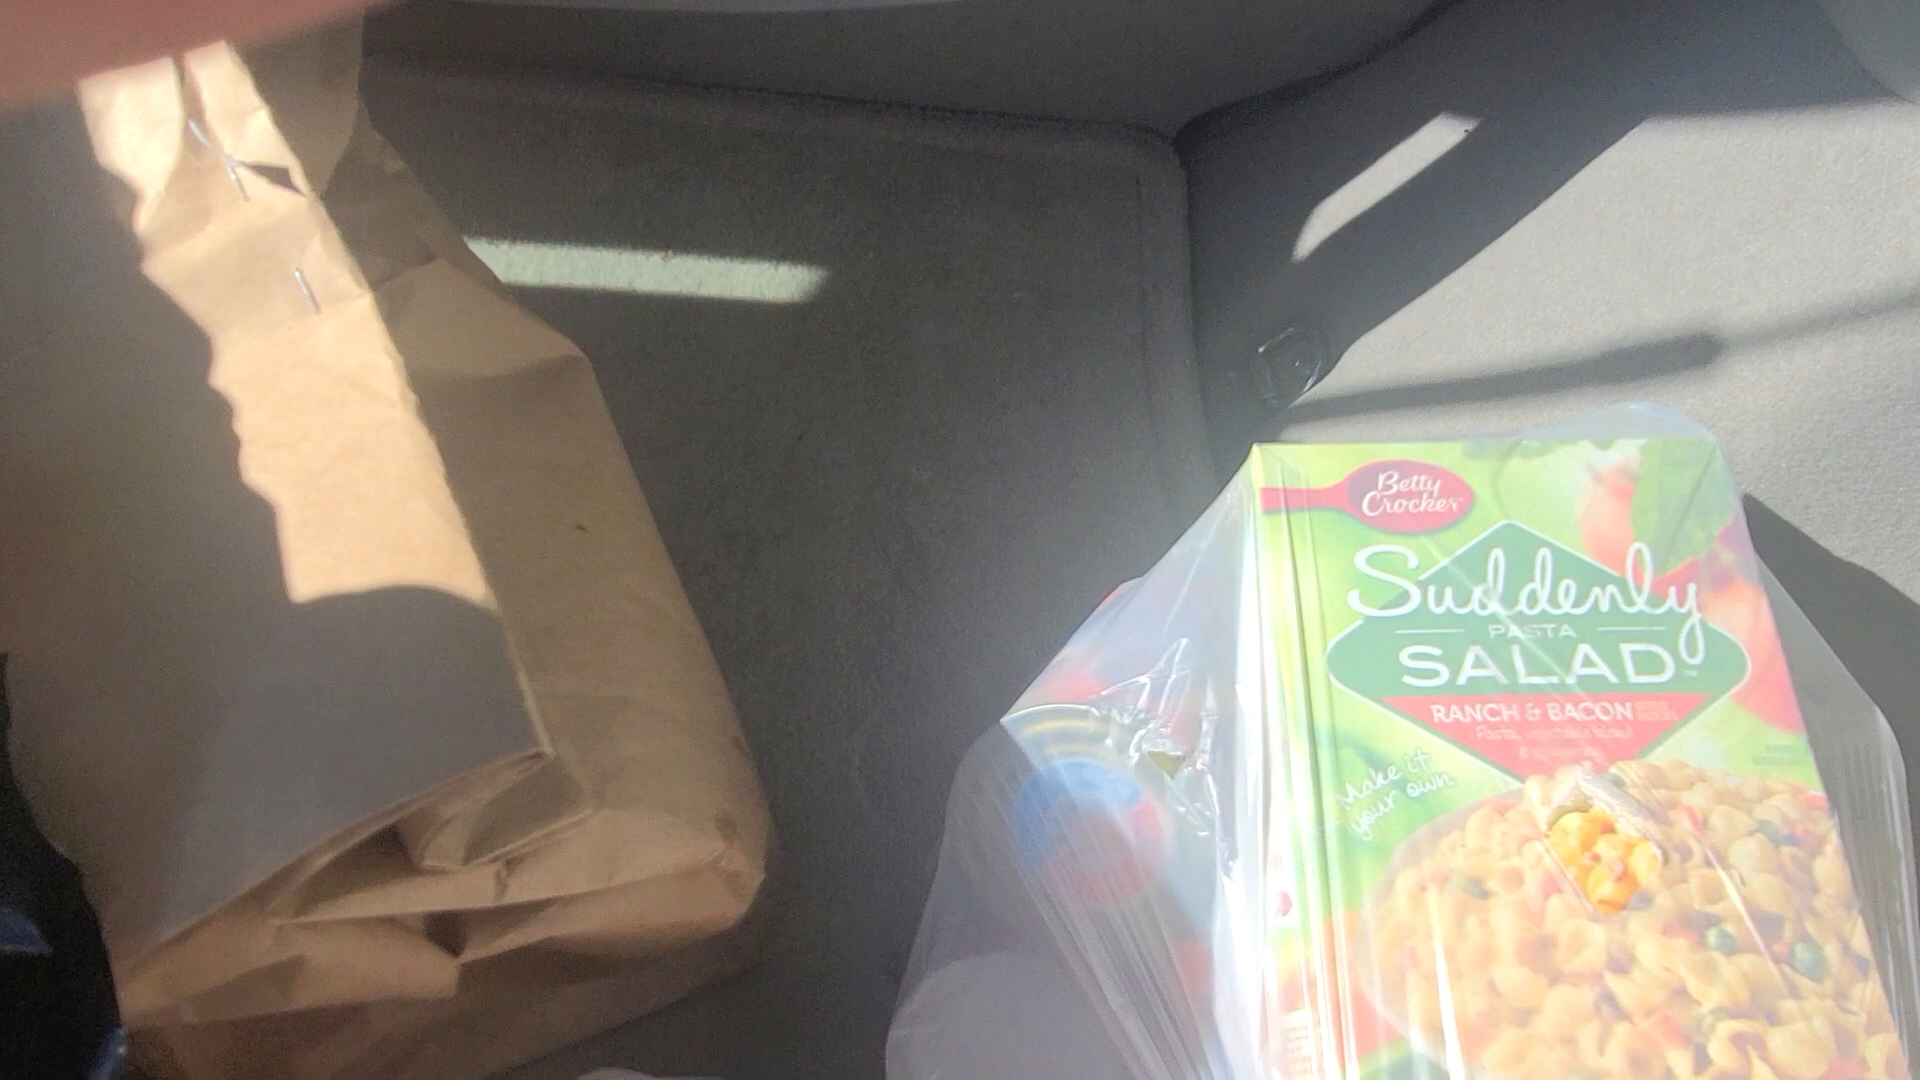 Betty
Crocker
Suddenly
PASTA
SALAD
RANCH & BACON
Make it
your own